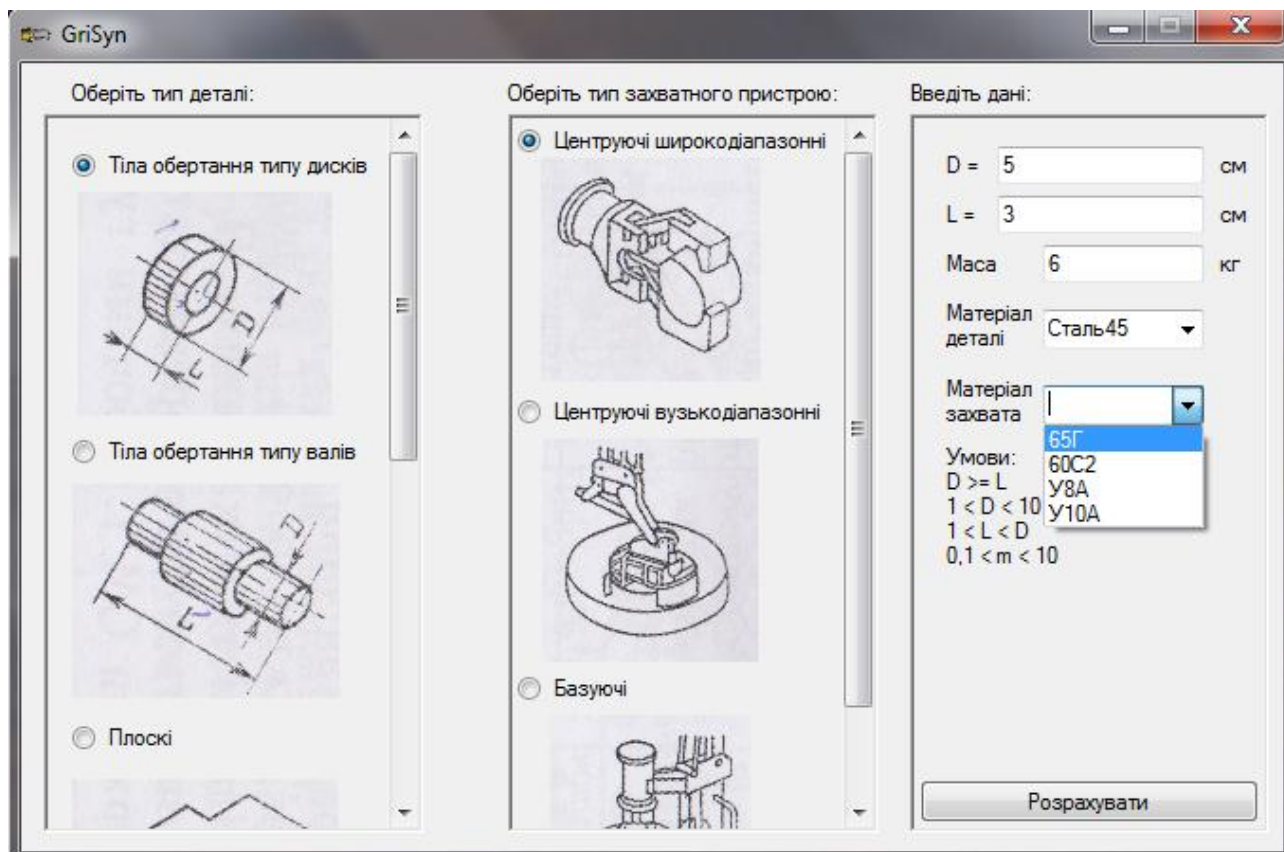 GriSyn
Оберіть тип деталі:
Тіла обертання типу дисків
D
L
Тіла обертання типу валів
D
L
Плоскі
Оберіть тип захватного пристрою:
Центруючі широкодіапазонні
Центруючі вузькодіапазонні
Базуючі
Введіть дані:
D = 5 см
L = 3 см
Маса 6 кг
Матеріал
деталі Сталь45
Матеріал
захвата
65Г
60С2
У8А
У10А
Умови:
D >= L
1 < D < 10
1 < L < D
0,1 < m < 10
Розрахувати